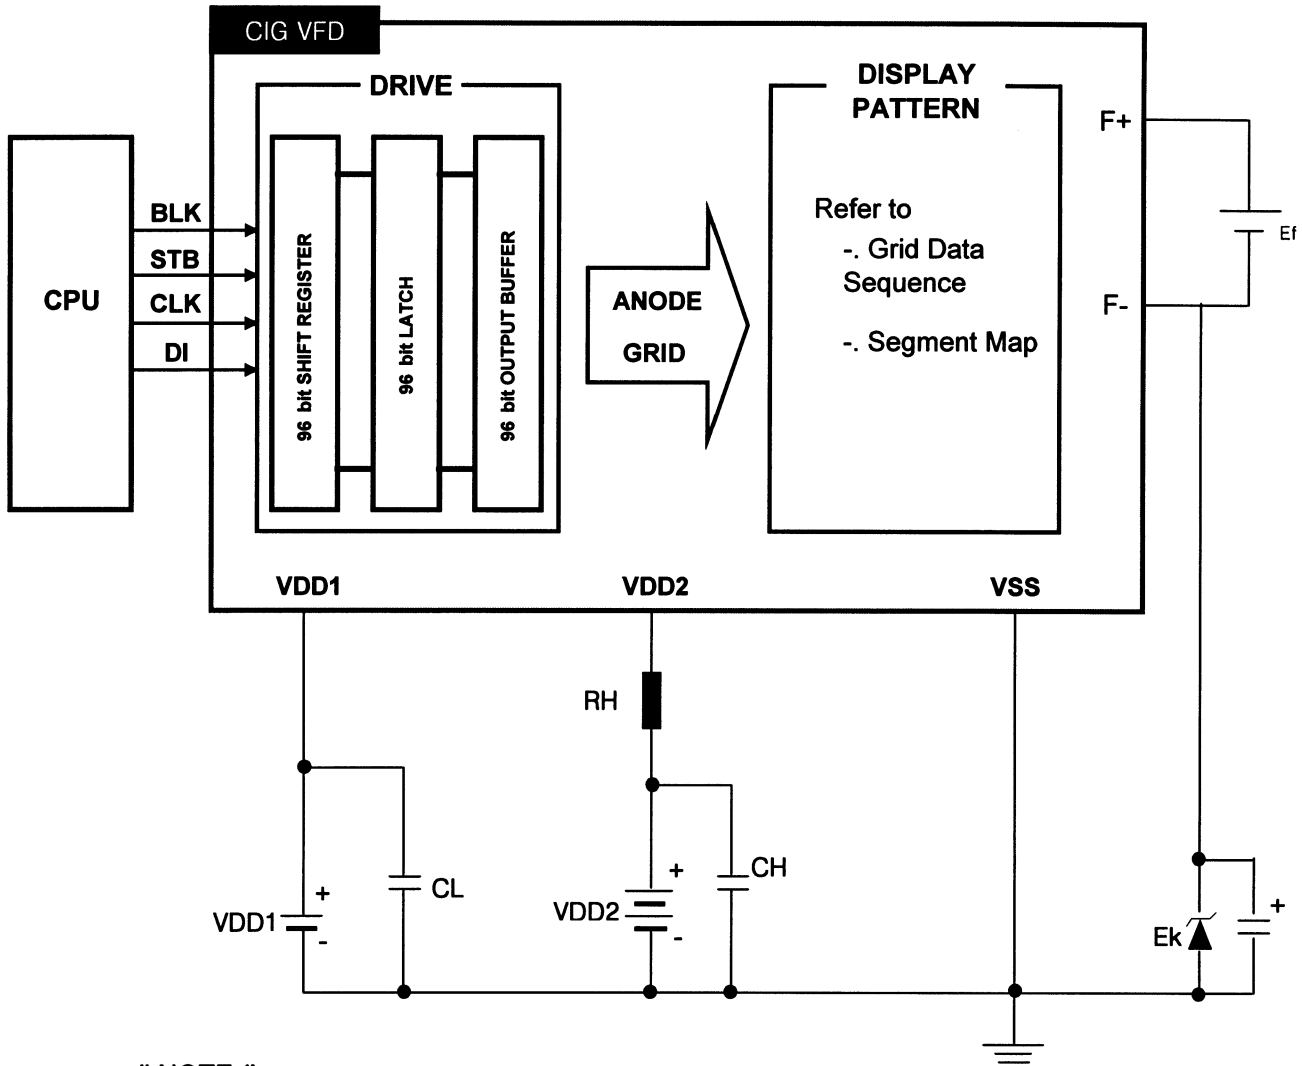 CIG VFD
DRIVE
DISPLAY
PATTERN
F+
CPU
BLK
STB
CLK
DI
96 bit SHIFT REGISTER
96 bit LATCH
96 bit OUTPUT BUFFER
ANODE
GRID
Refer to
-. Grid Data
Sequence
-. Segment Map
Ef
F-
VDD1
VDD2
VSS
RH
+
CL
VDD1
-
+
CH
VDD2
-
+
Ek